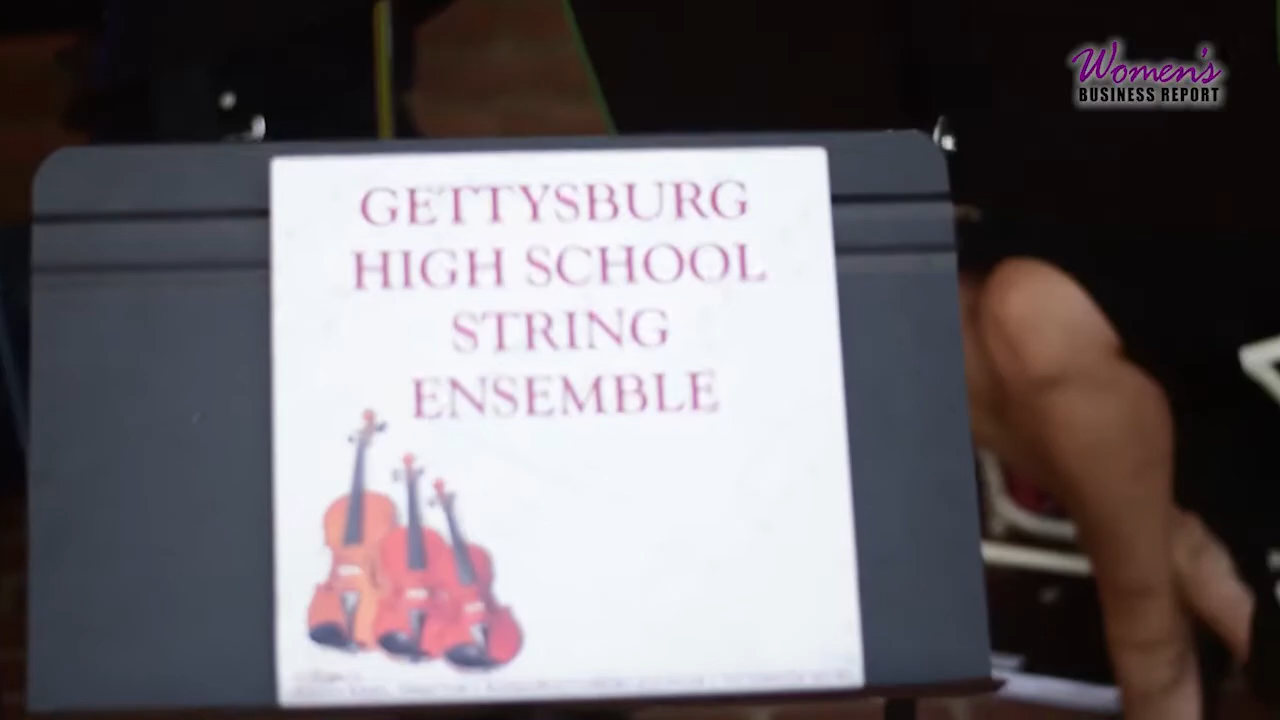 Women's
BUSINESS REPORT
GETTYSBURG
HIGH SCHOOL
STRING
ENSEMBLE